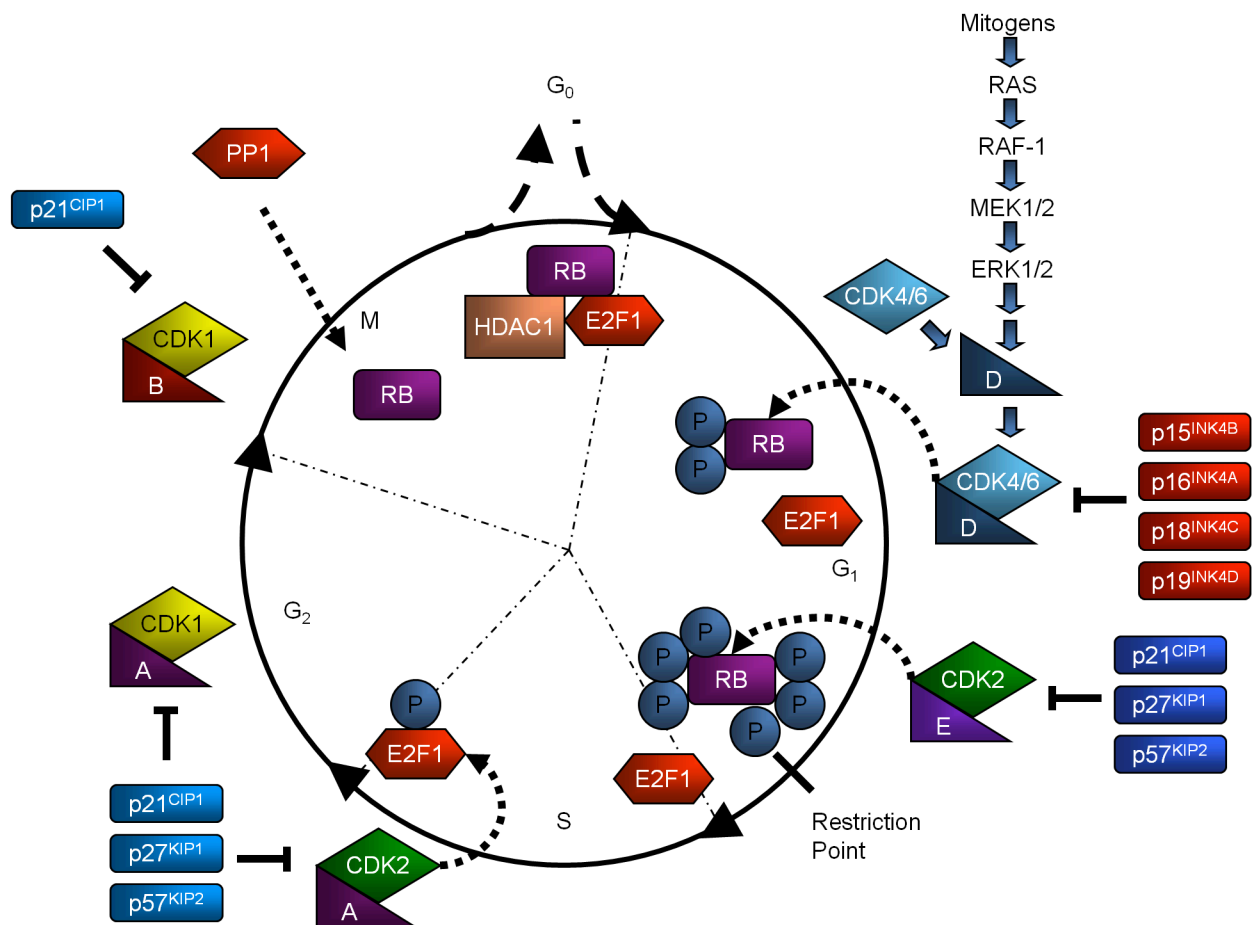 Mitogens
RAS
RAF-1
MEK1/2
ERK1/2
CDK4/6
D
CDK4/6
D
p15INK4B
p16INK4A
p18INK4C
p19INK4D
G0
PP1
p21CIP1
CDK1
B
M
RB
RB
HDAC1
E2F1
P
P
RB
E2F1
G1
P
P
P
RB
P
P
P
E2F1
Restriction
Point
CDK2
E
p21CIP1
p27KIP1
p57KIP2
S
P
E2F1
CDK2
A
G2
CDK1
A
p21CIP1
p27KIP1
p57KIP2